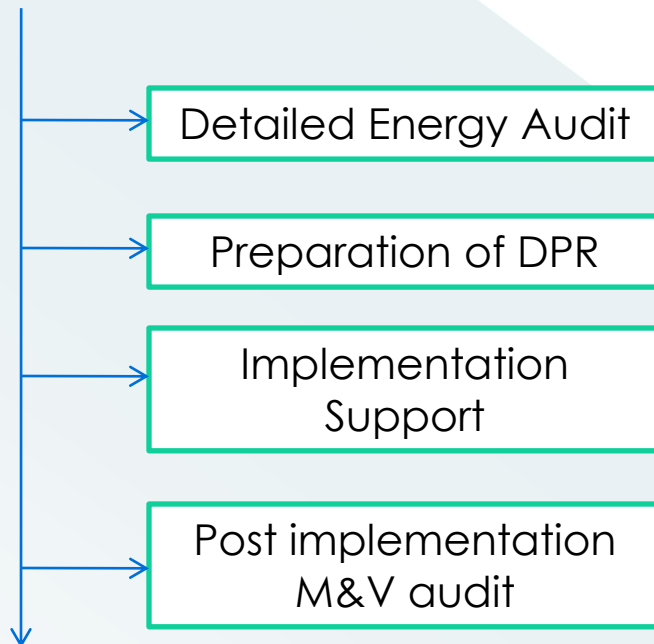 Detailed Energy Audit
Preparation of DPR
Implementation
Support
Post implementation
M&V audit